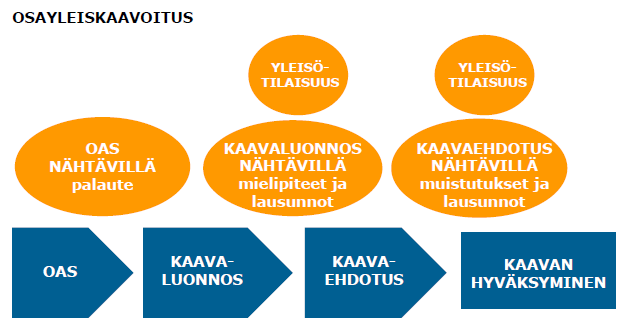 OSAYLEISKAAVOITUS
YLEISÖ-
TILAISUUS
YLEISÖ-
TILAISUUS
OAS
NÄHTÄVILLÄ
palaute
KAAVALUONNOS
NÄHTÄVILLÄ
mielipiteet ja
lausunnot
KAAVAEHDOTUS
NÄHTÄVILLÄ
muistutukset ja
lausunnot
OAS
KAAVA-
LUONNOS
KAAVA-
EHDOTUS
KAAVAN
HYVÄKSYMINEN